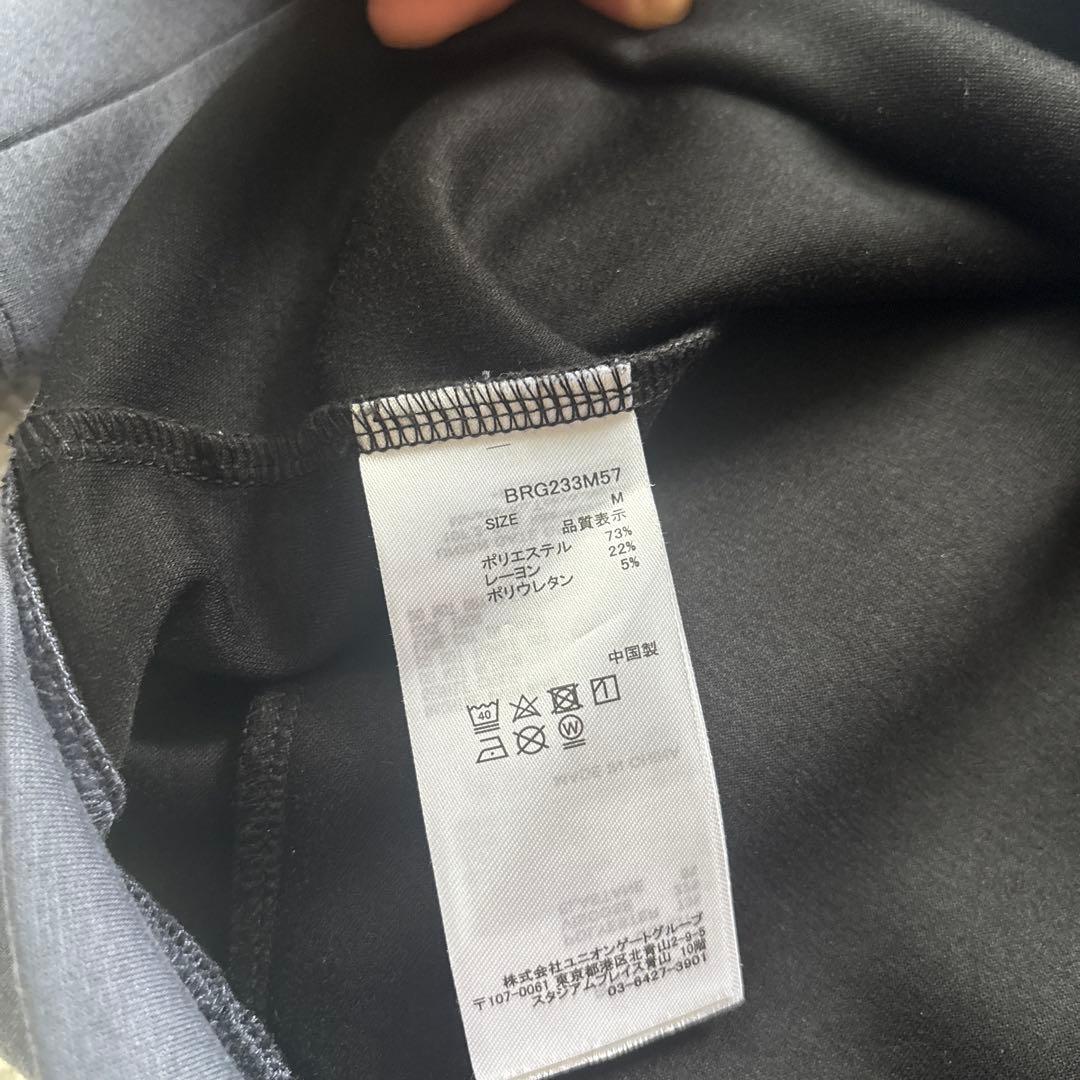 BRG233M57
SIZE M
品質表示
ポリエステル 73%
レーヨン 22%
ポリウレタン 5%
中国製
40
W
株式会社ユニオンゲートグループ
〒107-0061 東京都港区北青山2-9-5
スタジアムプレイス青山 10階
03-6427-3901